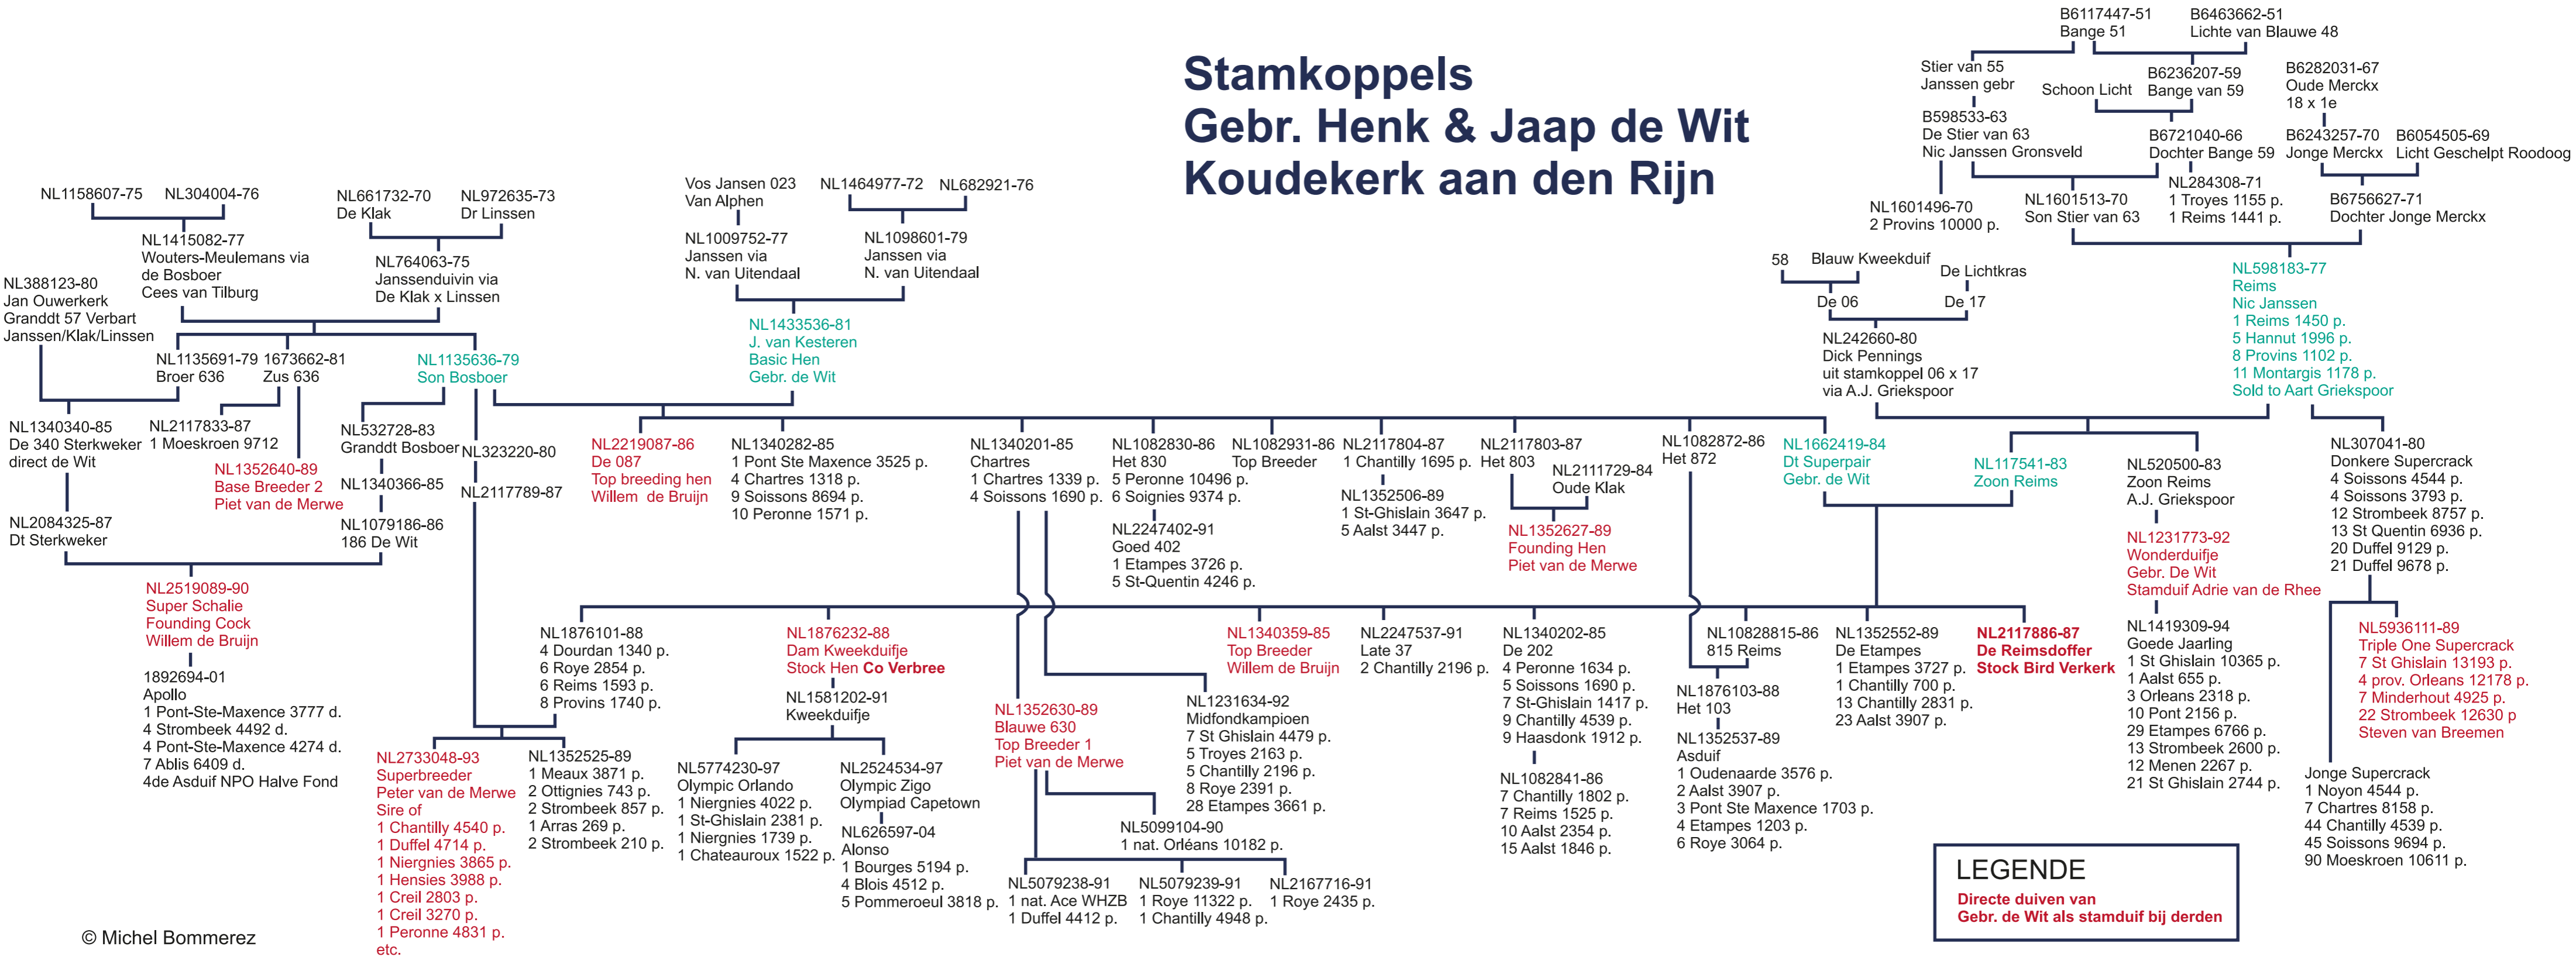 Stamkoppels
Gebr. Henk & Jaap de Wit
Koudekerk aan den Rijn
B6117447-51
Bange 51
B6463662-51
Lichte van Blauwe 48
Stier van 55
Janssen gebr
Schoon Licht
B6236207-59
Bange van 59
B6282031-67
Oude Merckx
18 x 1e
B598533-63
De Stier van 63
Nic Janssen Gronsveld
B6721040-66
Dochter Bange 59
B6243257-70
Jonge Merckx
B6054505-69
Licht Geschelpt Roodoog
NL1601496-70
2 Provins 10000 p.
NL1601513-70
Son Stier van 63
NL284308-71
1 Troyes 1155 p.
1 Reims 1441 p.
B6756627-71
Dochter Jonge Merckx
NL1158607-75
NL304004-76
NL661732-70
De Klak
NL972635-73
Dr Linssen
Vos Jansen 023
Van Alphen
NL1464977-72
NL682921-76
NL1415082-77
Wouters-Meulemans via
de Bosboer
Cees van Tilburg
NL764063-75
Janssenduivin via
De Klak x Linssen
NL1009752-77
Janssen via
N. van Uitendaal
NL1098601-79
Janssen via
N. van Uitendaal
58
Blauw Kweekduif
De Lichtkras
De 06
De 17
NL598183-77
Reims
Nic Janssen
1 Reims 1450 p.
5 Hannut 1996 p.
8 Provins 1102 p.
11 Montargis 1178 p.
Sold to Aart Griekspoor
NL388123-80
Jan Ouwerkerk
Granddt 57 Verbart
Janssen/Klak/Linssen
NL1433536-81
J. van Kesteren
Basic Hen
Gebr. de Wit
NL242660-80
Dick Pennings
uit stamkoppel 06 x 17
via A.J. Griekspoor
NL1135691-79
Broer 636
1673662-81
Zus 636
NL1135636-79
Son Bosboer
NL1340340-85
De 340 Sterkweker
direct de Wit
NL2117833-87
1 Moeskroen 9712
NL1352640-89
Base Breeder 2
Piet van de Merwe
NL532728-83
Granddt Bosboer
NL323220-80
NL1340366-85
NL2117789-87
NL2084325-87
Dt Sterkweker
NL1079186-86
186 De Wit
NL2219087-86
De 087
Top breeding hen
Willem  de Bruijn
NL1340282-85
1 Pont Ste Maxence 3525 p.
4 Chartres 1318 p.
9 Soissons 8694 p.
10 Peronne 1571 p.
NL1340201-85
Chartres
1 Chartres 1339 p.
4 Soissons 1690 p.
NL1082830-86
Het 830
5 Peronne 10496 p.
6 Soignies 9374 p.
NL2247402-91
Goed 402
1 Etampes 3726 p.
5 St-Quentin 4246 p.
NL1082931-86
Top Breeder
NL2117804-87
1 Chantilly 1695 p.
NL1352506-89
1 St-Ghislain 3647 p.
5 Aalst 3447 p.
NL2117803-87
Het 803
NL2111729-84
Oude Klak
NL1352627-89
Founding Hen
Piet van de Merwe
NL1082872-86
Het 872
NL1662419-84
Dt Superpair
Gebr. de Wit
NL117541-83
Zoon Reims
NL520500-83
Zoon Reims
A.J. Griekspoor
NL1231773-92
Wonderduifje
Gebr. De Wit
Stamduif Adrie van de Rhee
NL307041-80
Donkere Supercrack
4 Soissons 4544 p.
4 Soissons 3793 p.
12 Strombeek 8757 p.
13 St Quentin 6936 p.
20 Duffel 9129 p.
21 Duffel 9678 p.
NL2519089-90
Super Schalie
Founding Cock
Willem de Bruijn
1892694-01
Apollo
1 Pont-Ste-Maxence 3777 d.
4 Strombeek 4492 d.
4 Pont-Ste-Maxence 4274 d.
7 Ablis 6409 d.
4de Asduif NPO Halve Fond
NL1876101-88
4 Dourdan 1340 p.
6 Roye 2854 p.
6 Reims 1593 p.
8 Provins 1740 p.
NL1876232-88
Dam Kweekduifje
Stock Hen Co Verbree
NL1581202-91
Kweekduifje
NL1340359-85
Top Breeder
Willem de Bruijn
NL2247537-91
Late 37
2 Chantilly 2196 p.
NL1340202-85
De 202
4 Peronne 1634 p.
5 Soissons 1690 p.
7 St-Ghislain 1417 p.
9 Chantilly 4539 p.
9 Haasdonk 1912 p.
NL1082841-86
7 Chantilly 1802 p.
7 Reims 1525 p.
10 Aalst 2354 p.
15 Aalst 1846 p.
NL10828815-86
815 Reims
NL1876103-88
Het 103
NL1352537-89
Asduif
1 Oudenaarde 3576 p.
2 Aalst 3907 p.
3 Pont Ste Maxence 1703 p.
4 Etampes 1203 p.
6 Roye 3064 p.
NL1352552-89
De Etampes
1 Etampes 3727 p.
1 Chantilly 700 p.
13 Chantilly 2831 p.
23 Aalst 3907 p.
NL2117886-87
De Reimsdoffer
Stock Bird Verkerk
NL1419309-94
Goede Jaarling
1 St Ghislain 10365 p.
1 Aalst 655 p.
3 Orleans 2318 p.
10 Pont 2156 p.
29 Etampes 6766 p.
13 Strombeek 2600 p.
12 Menen 2267 p.
21 St Ghislain 2744 p.
NL5936111-89
Triple One Supercrack
7 St Ghislain 13193 p.
4 prov. Orleans 12178 p.
7 Minderhout 4925 p.
22 Strombeek 12630 p
Steven van Breemen
Jonge Supercrack
1 Noyon 4544 p.
7 Chartres 8158 p.
44 Chantilly 4539 p.
45 Soissons 9694 p.
90 Moeskroen 10611 p.
NL2733048-93
Superbreeder
Peter van de Merwe
Sire of
1 Chantilly 4540 p.
1 Duffel 4714 p.
1 Niergnies 3865 p.
1 Hensies 3988 p.
1 Creil 2803 p.
1 Creil 3270 p.
1 Peronne 4831 p.
etc.
NL1352525-89
1 Meaux 3871 p.
2 Ottignies 743 p.
2 Strombeek 857 p.
1 Arras 269 p.
2 Strombeek 210 p.
NL5774230-97
Olympic Orlando
1 Niergnies 4022 p.
1 St-Ghislain 2381 p.
1 Niergnies 1739 p.
1 Chateauroux 1522 p.
NL2524534-97
Olympic Zigo
Olympiad Capetown
NL626597-04
Alonso
1 Bourges 5194 p.
4 Blois 4512 p.
5 Pommeroeul 3818 p.
NL1352630-89
Blauwe 630
Top Breeder 1
Piet van de Merwe
NL1231634-92
Midfondkampioen
7 St Ghislain 4479 p.
5 Troyes 2163 p.
5 Chantilly 2196 p.
8 Roye 2391 p.
28 Etampes 3661 p.
NL5099104-90
1 nat. Orléans 10182 p.
NL5079238-91
1 nat. Ace WHZB
1 Duffel 4412 p.
NL5079239-91
1 Roye 11322 p.
1 Chantilly 4948 p.
NL2167716-91
1 Roye 2435 p.
LEGENDE
Directe duiven van
Gebr. de Wit als stamduif bij derden
© Michel Bommerez